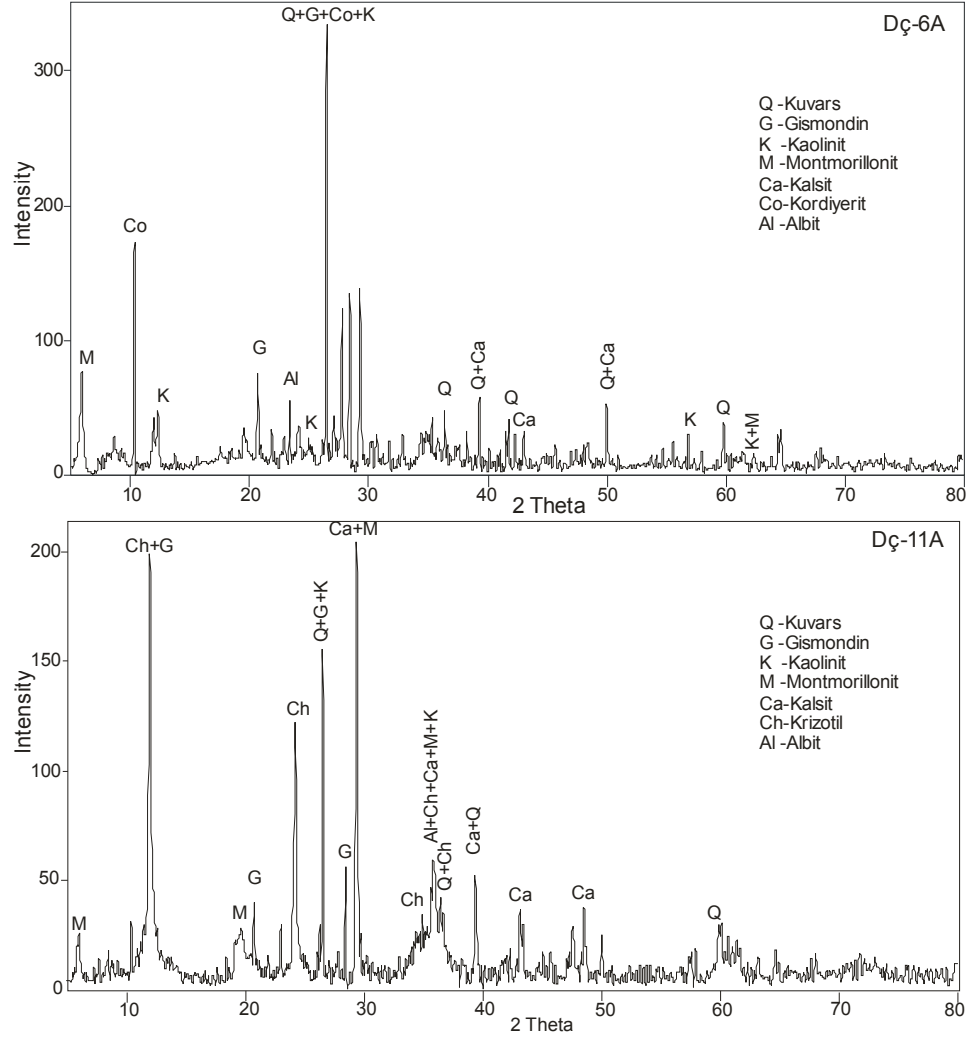 Dç-6A
Q+G+Co+K
Q -Kuvars
G -Gismondin
K -Kaolinit
M -Montmorillonit
Ca-Kalsit
Co-Kordiyerit
Al -Albit
Intensity
300
200
100
0
M
Co
K
G
Al
K
Q
Q+Ca
Q
Ca
Q+Ca
K
Q
K+M
10
20
30
40
50
60
70
80
2 Theta
Dç-11A
Ca+M
Ch+G
Q+G+K
Q -Kuvars
G -Gismondin
K -Kaolinit
M -Montmorillonit
Ca-Kalsit
Ch-Krizotil
Al -Albit
Intensity
200
150
100
50
0
M
M
G
Ch
G
Ch
Al+Ch+Ca+M+K
Q+Ch
Ca+Q
Ca
Ca
Q
10
20
30
40
50
60
70
80
2 Theta